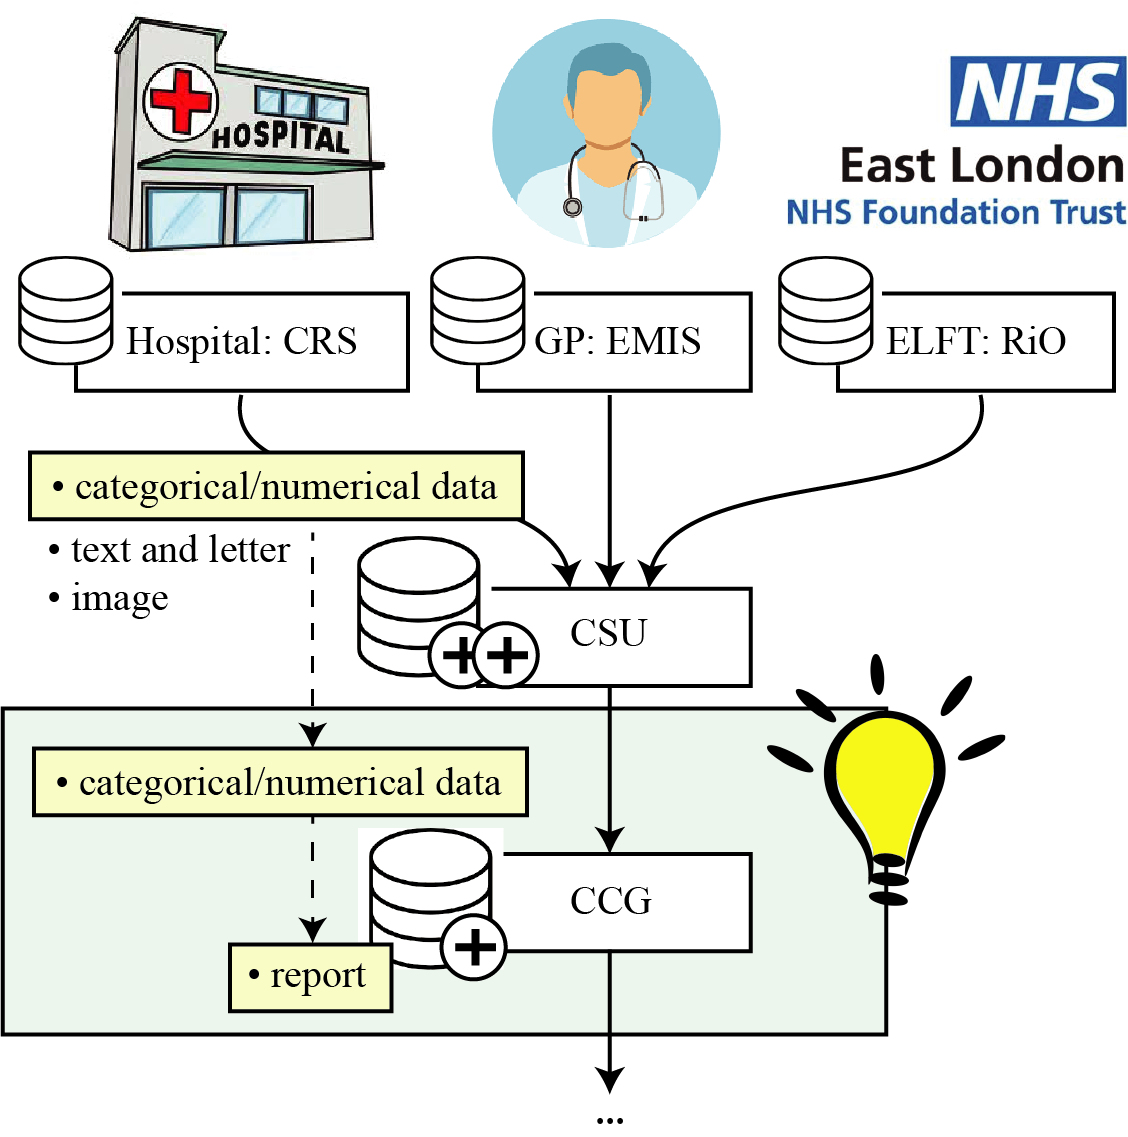 HOSPITAL
NHS
East London
NHS Foundation Trust
Hospital: CRS
GP: EMIS
ELFT: RiO
• categorical/numerical data
• text and letter
• image
CSU
• categorical/numerical data
CCG
• report
...